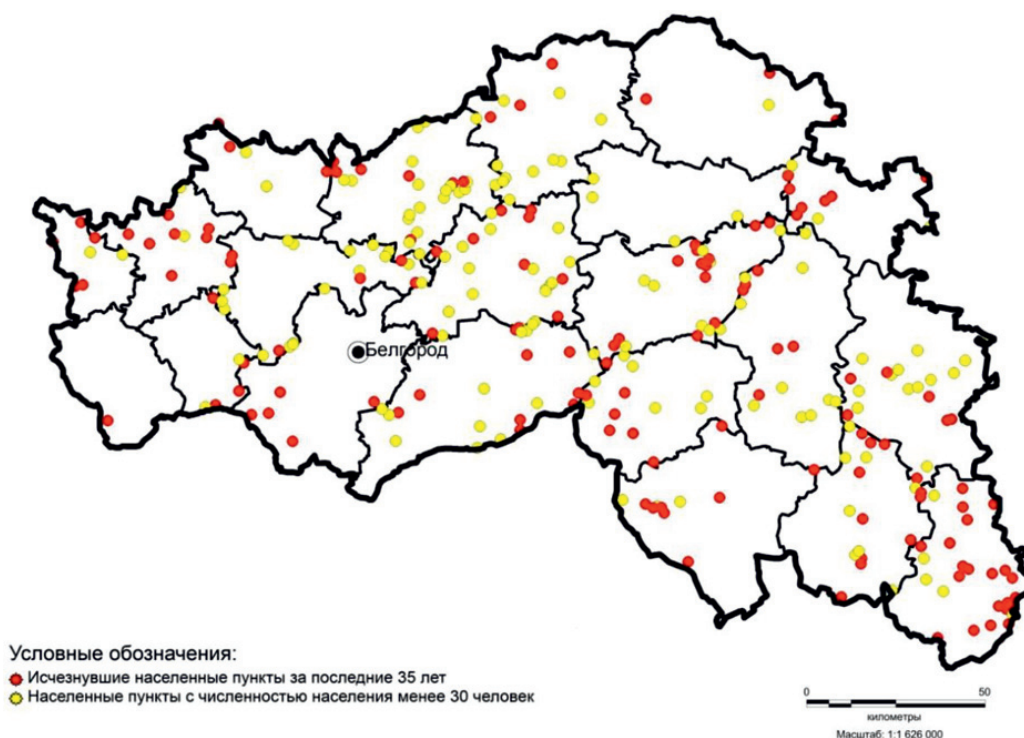 Белгород
Условные обозначения:
Исчезнувшие населенные пункты за последние 35 лет
Населенные пункты с численностью населения менее 30 человек
0 50
километры
Масштаб: 1:1 626 000